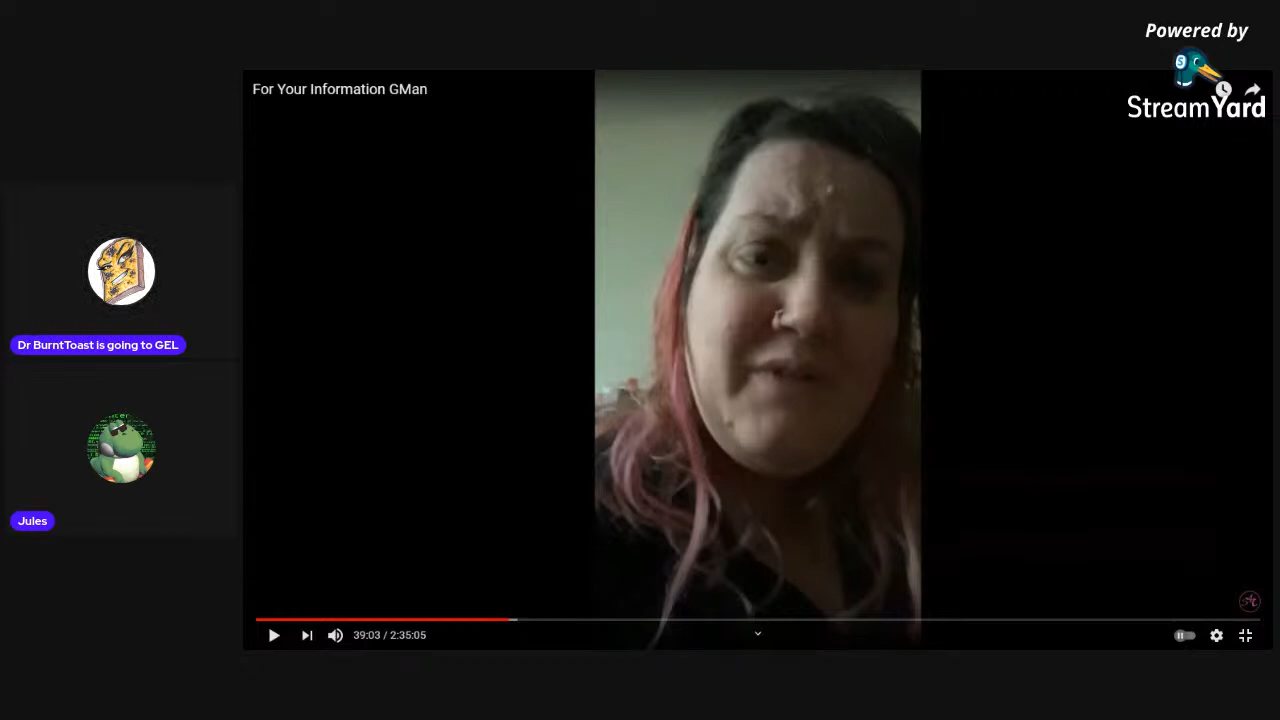 Powered by
StreamYard
For Your Information GMan
Dr BurntToast is going to GEL
Jules
39:03 / 2:35:05